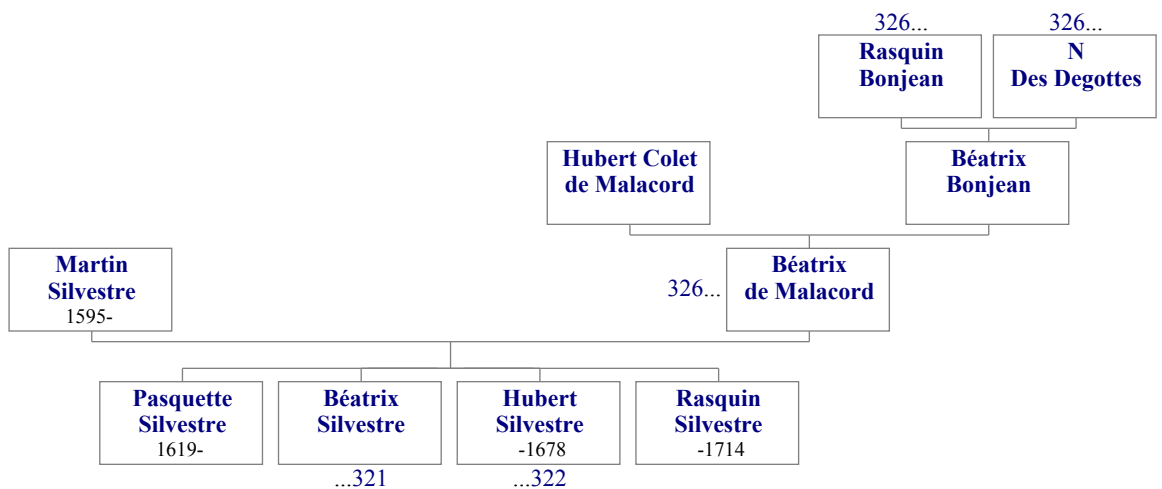 326...
326...
Rasquin
Bonjean
N
Des Degottes
Hubert Colet
de Malacord
Béatrix
Bonjean
Martin
Silvestre
1595-
326...
Béatrix
de Malacord
Pasquette
Silvestre
1619-
Béatrix
Silvestre
Hubert
Silvestre
-1678
Rasquin
Silvestre
-1714
...321
...322